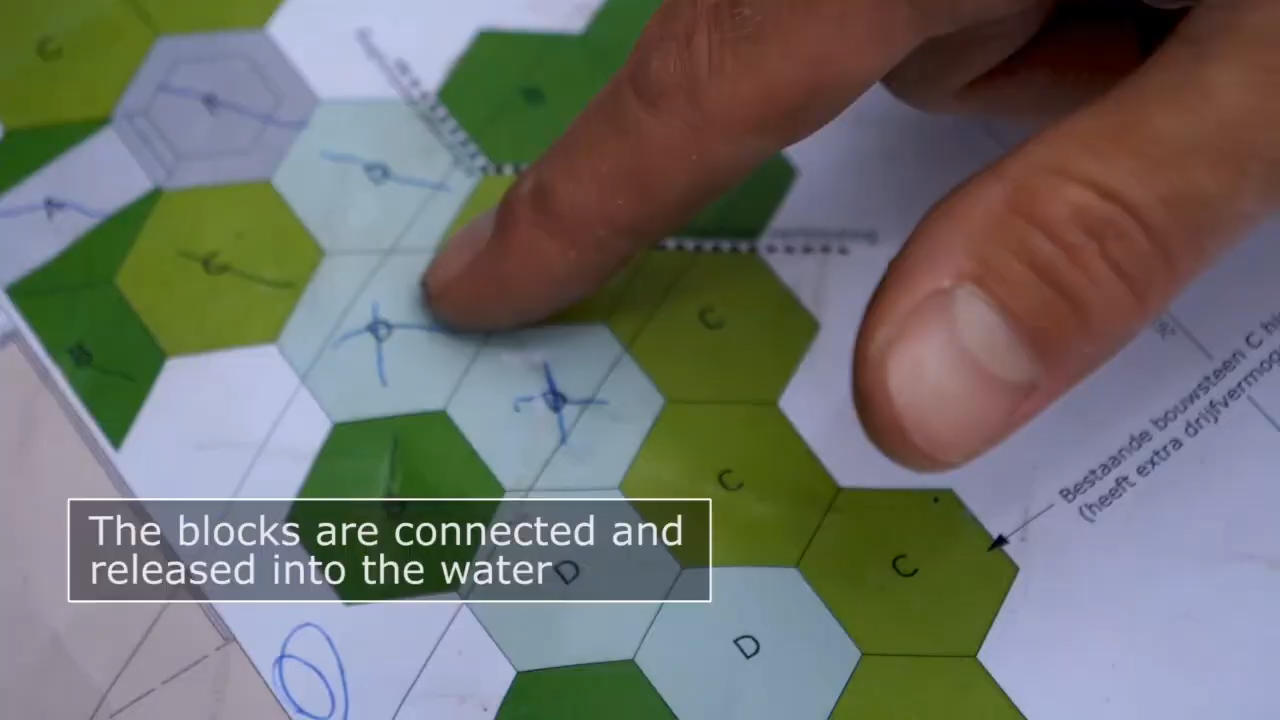 C
D
C
D
C
D
C
Bestaande bouwsteen C
(heeft extra drijfvermog
The blocks are connected and
released into the water
D
C
D